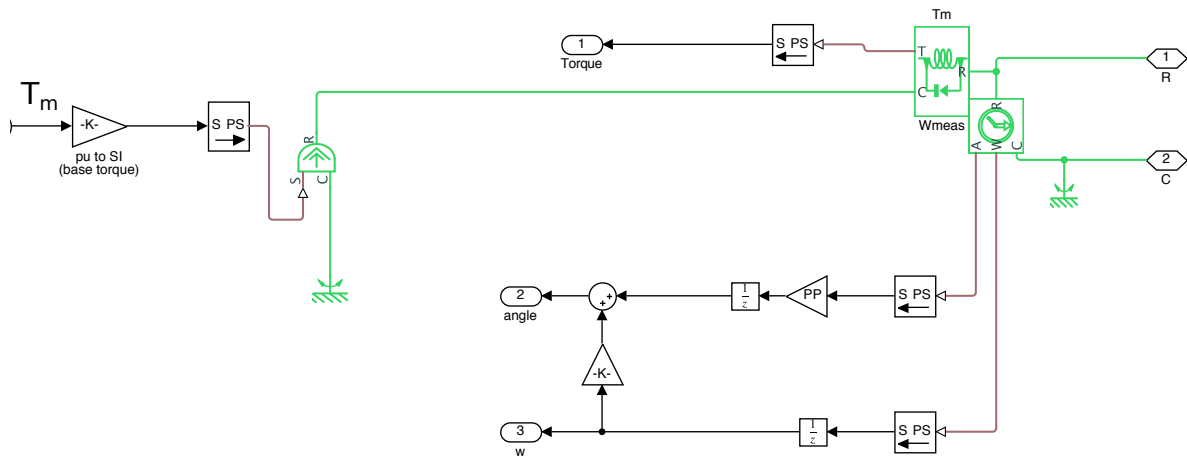 Tm
1
Torque
S PS
T
R
C
Wmeas
1
R
Tm
-K-
pu to SI
(base torque)
S PS
R
S
C
R
A
W
C
2
C
2
angle
+
+
1
z
PP
S PS
-K-
3
w
1
z
S PS